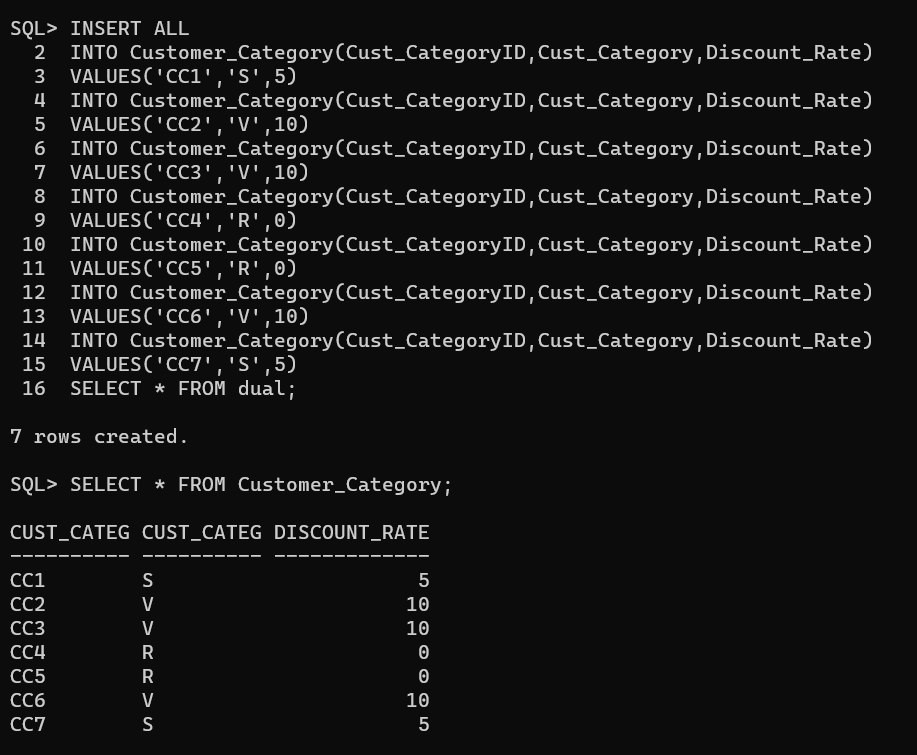 SQL> INSERT ALL
  2  INTO Customer_Category(Cust_CategoryID,Cust_Category,Discount_Rate)
  3  VALUES('CC1','S',5)
  4  INTO Customer_Category(Cust_CategoryID,Cust_Category,Discount_Rate)
  5  VALUES('CC2','V',10)
  6  INTO Customer_Category(Cust_CategoryID,Cust_Category,Discount_Rate)
  7  VALUES('CC3','V',10)
  8  INTO Customer_Category(Cust_CategoryID,Cust_Category,Discount_Rate)
  9  VALUES('CC4','R',0)
 10  INTO Customer_Category(Cust_CategoryID,Cust_Category,Discount_Rate)
 11  VALUES('CC5','R',0)
 12  INTO Customer_Category(Cust_CategoryID,Cust_Category,Discount_Rate)
 13  VALUES('CC6','V',10)
 14  INTO Customer_Category(Cust_CategoryID,Cust_Category,Discount_Rate)
 15  VALUES('CC7','S',5)
 16  SELECT * FROM dual;

7 rows created.

SQL> SELECT * FROM Customer_Category;

CUST_CATEG CUST_CATEG DISCOUNT_RATE
---------- ---------- -------------
CC1        S                      5
CC2        V                     10
CC3        V                     10
CC4        R                      0
CC5        R                      0
CC6        V                     10
CC7        S                      5